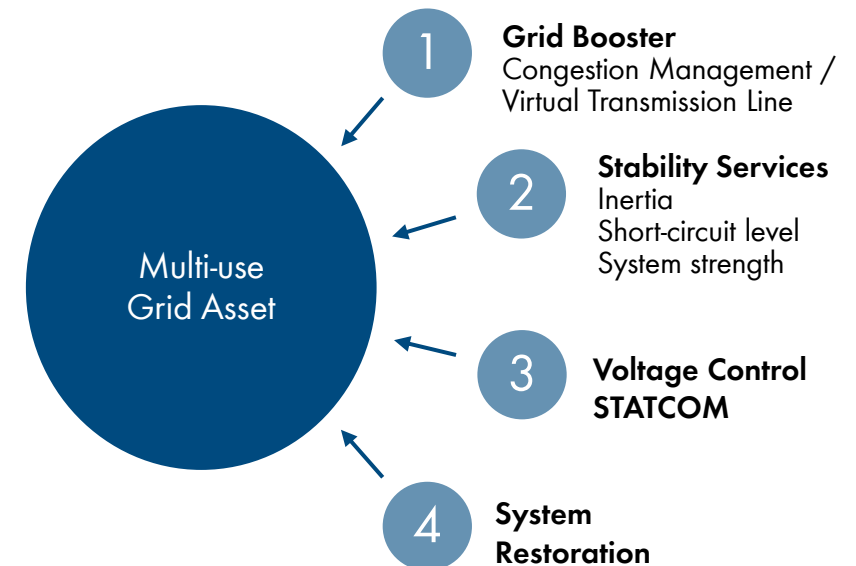 Multi-use
Grid Asset
1
Grid Booster
Congestion Management /
Virtual Transmission Line
2
Stability Services
Inertia
Short-circuit level
System strength
3
Voltage Control
STATCOM
4
System
Restoration